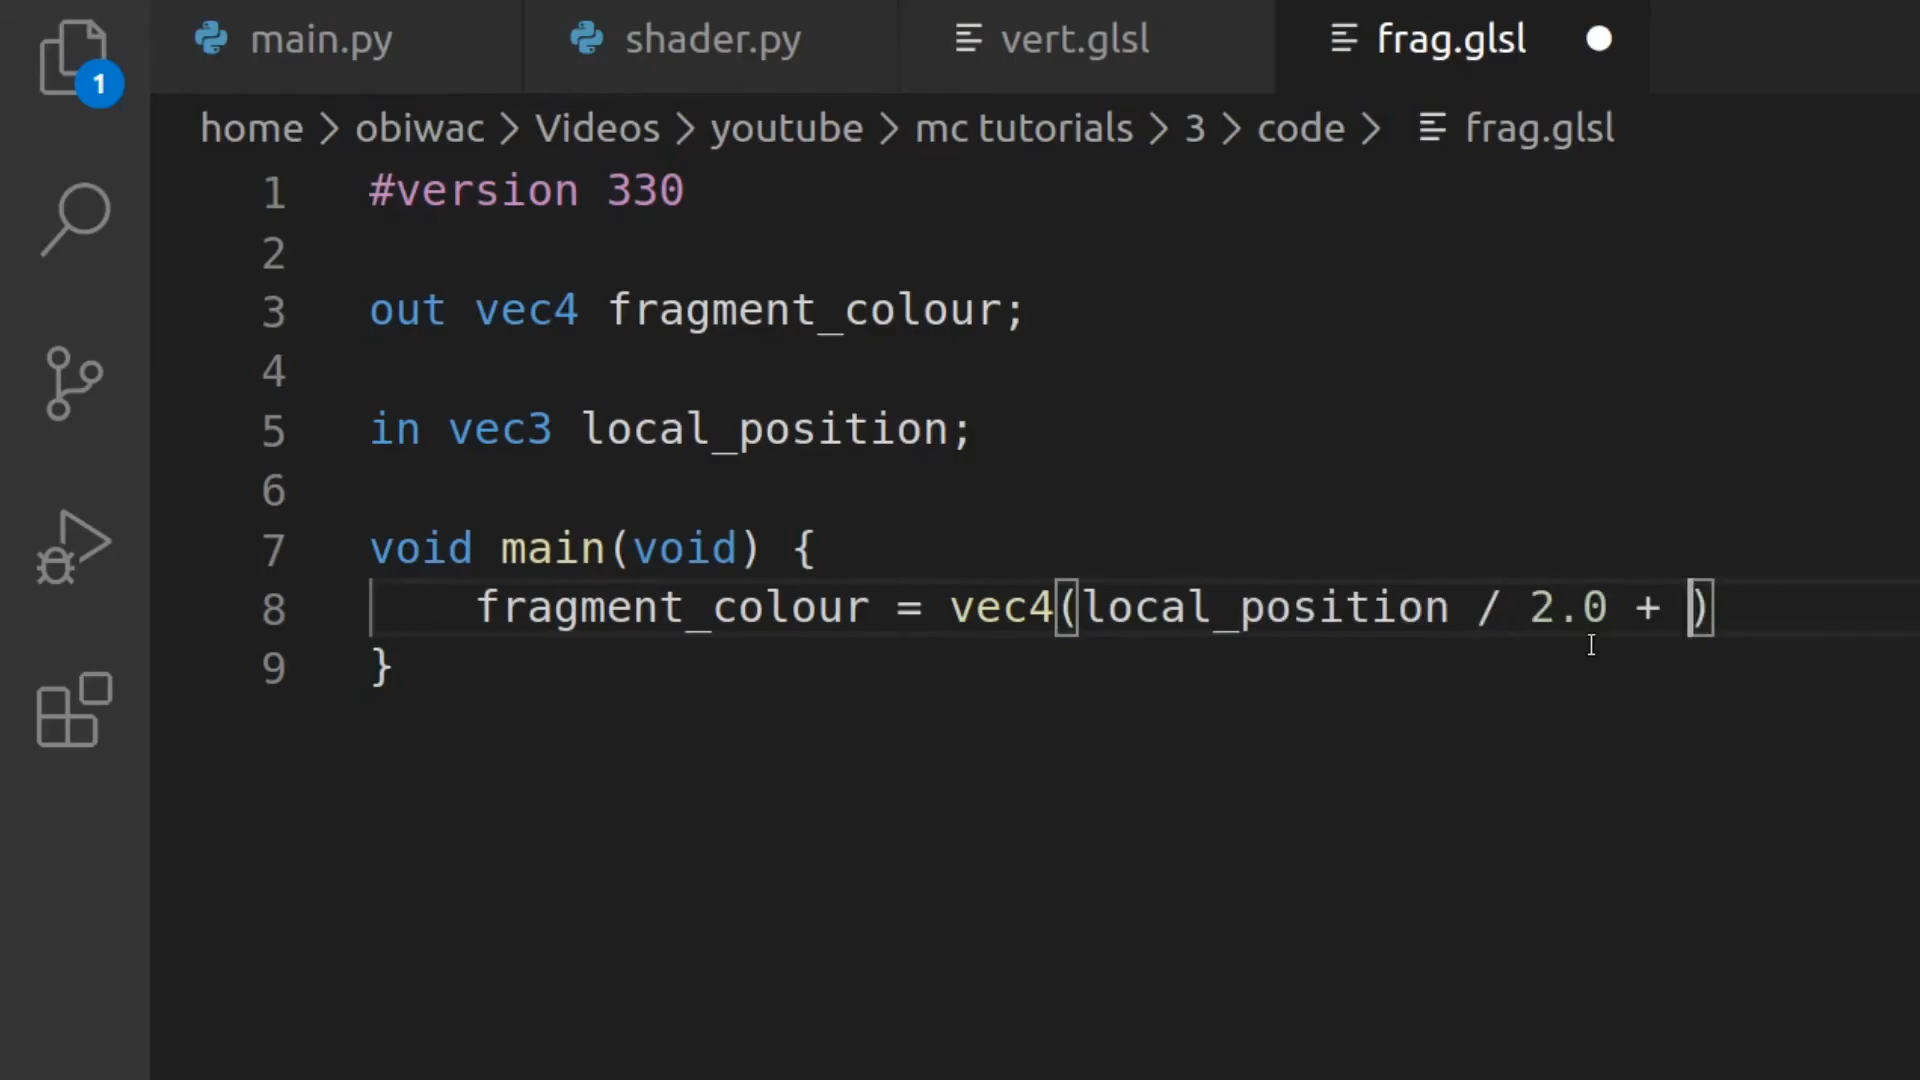 main.py shader.py vert.glsl frag.glsl
1
home > obiwac > Videos > youtube > mc tutorials > 3 > code > frag.glsl
1 #version 330
2
3 out vec4 fragment_colour;
4
5 in vec3 local_position;
6
7 void main(void) {
8 fragment_colour = vec4(local_position / 2.0 + )
9 }